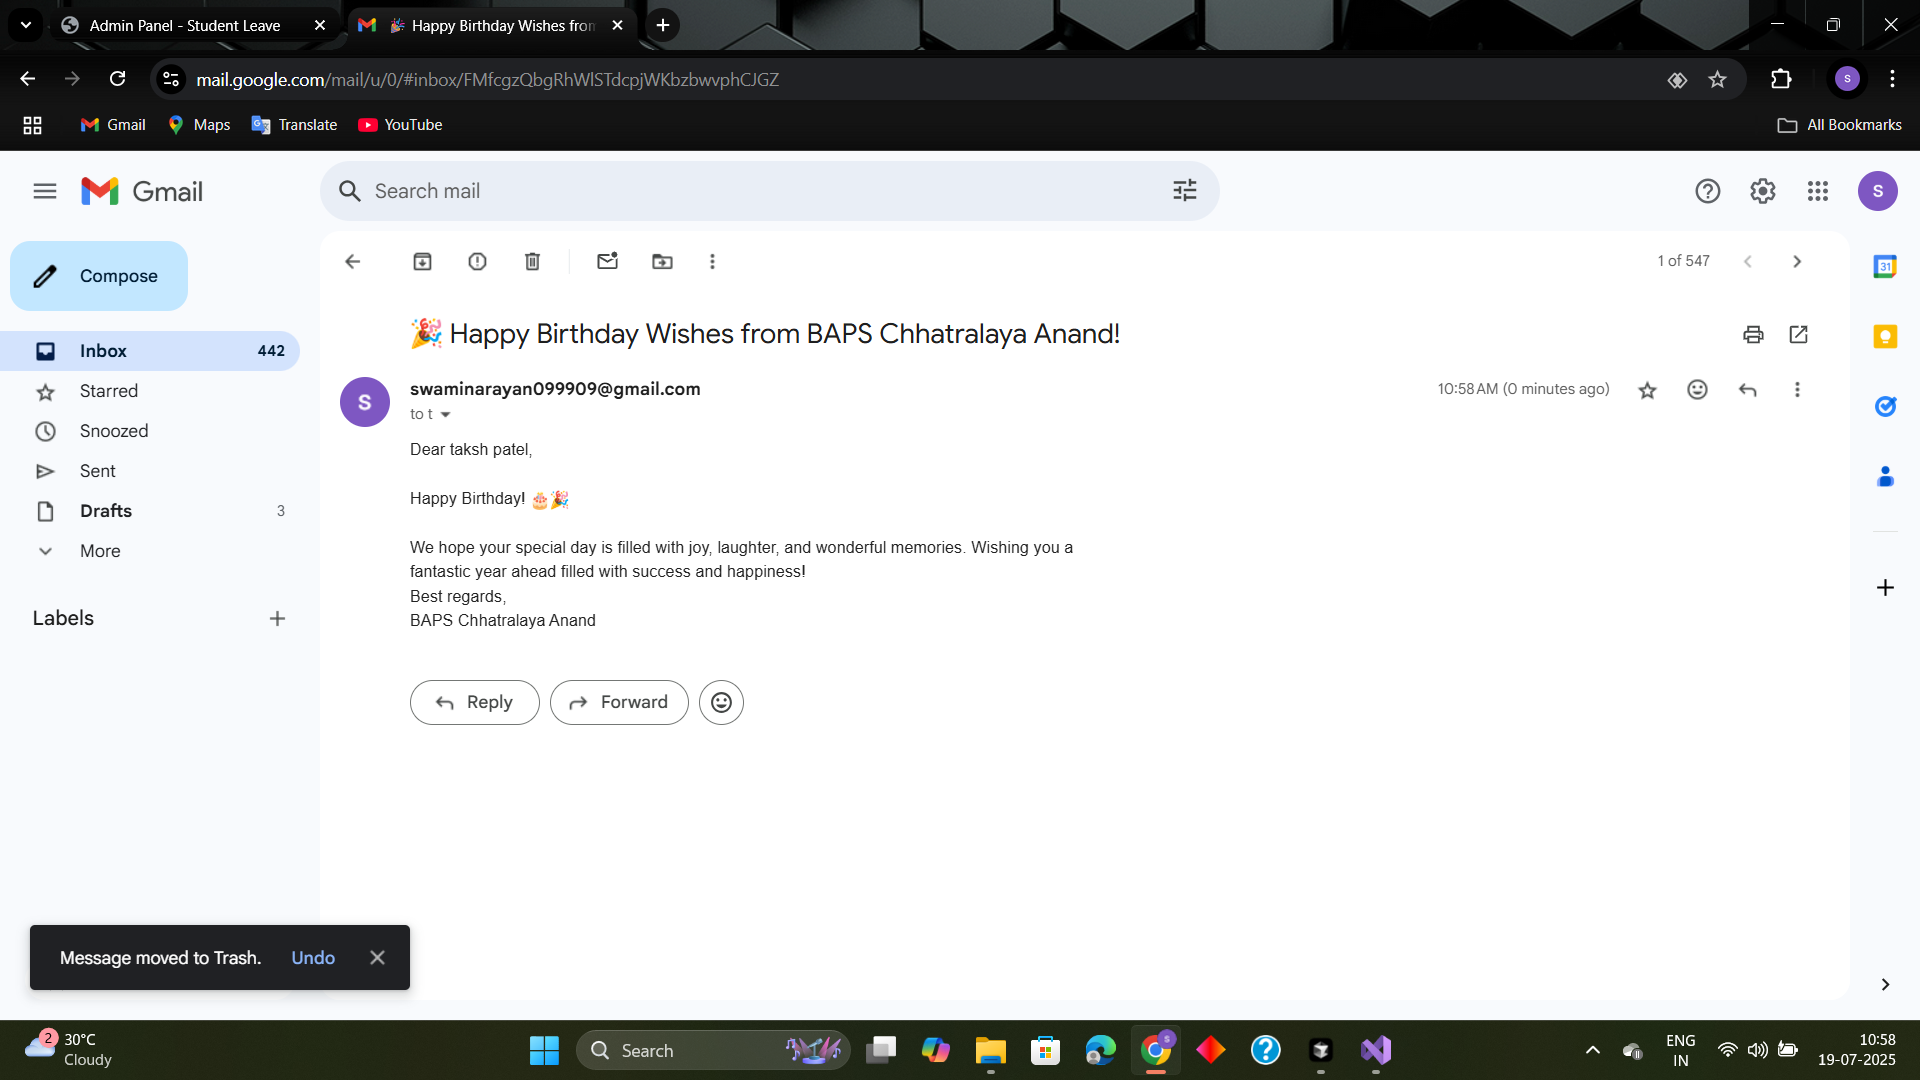 Admin Panel - Student Leave
🎉 Happy Birthday Wishes from
mail.google.com/mail/u/0/#inbox/FMfcgzQbgRhWlSTdcpjWKbzbwvphCJGZ
S
Gmail
Maps
Translate
YouTube
All Bookmarks
Gmail
Search mail
S
Compose
1 of 547
31
🎉 Happy Birthday Wishes from BAPS Chhatralaya Anand!
Inbox 442
Starred
Snoozed
Sent
Drafts 3
More
Labels
S
swaminarayan099909@gmail.com
10:58 AM (0 minutes ago)
to t
Dear taksh patel,
Happy Birthday! 🎂🎉
We hope your special day is filled with joy, laughter, and wonderful memories. Wishing you a
fantastic year ahead filled with success and happiness!
Best regards,
BAPS Chhatralaya Anand
Reply
Forward
Message moved to Trash. Undo
2
30°C
Cloudy
Search
S
ENG
IN
10:58
19-07-2025